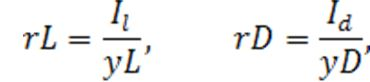 rL = I_l / yL, rD = I_d / yD,